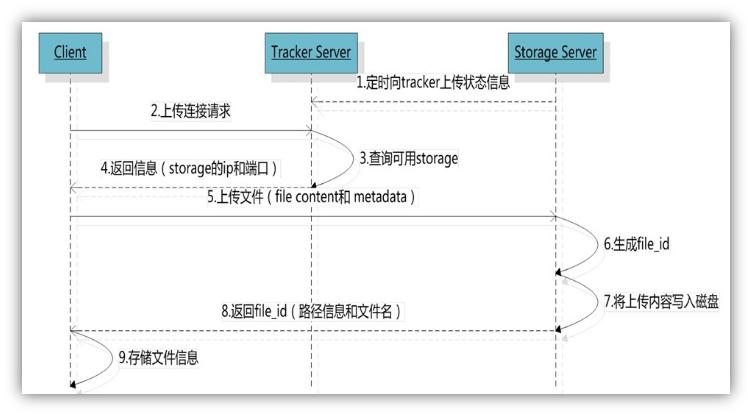 Client
Tracker Server
Storage Server
1.定时向tracker上传状态信息
2.上传连接请求
3.查询可用storage
4.返回信息（storage的ip和端口）
5.上传文件（file content和 metadata）
6.生成file_id
7.将上传内容写入磁盘
8.返回file_id（路径信息和文件名）
9.存储文件信息